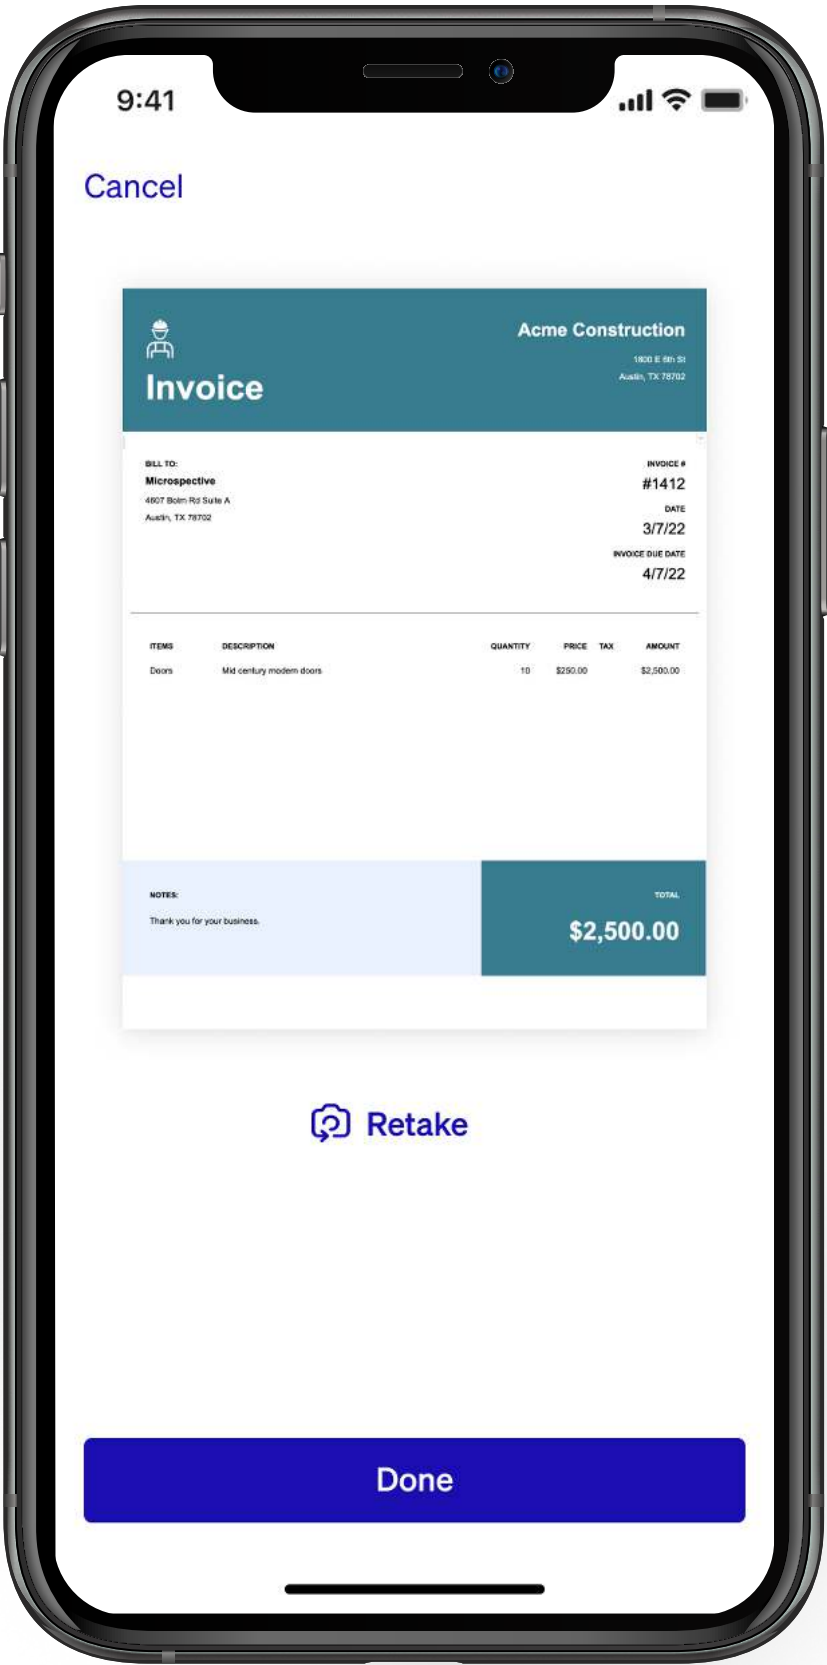 9:41
Cancel
Acme Construction
1800 E 6th St
Austin, TX 78702
Invoice
BILL TO:
Microspective
4607 Bolm Rd Suite A
Austin, TX 78702
INVOICE #
#1412
DATE
3/7/22
INVOICE DUE DATE
4/7/22
ITEMS DESCRIPTION QUANTITY PRICE TAX AMOUNT
Doors Mid century modern doors 10 $250.00 $2,500.00
NOTES:
Thank you for your business.
TOTAL
$2,500.00
Retake
Done